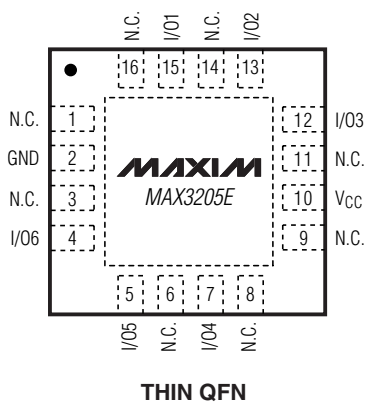 N.C.
I/O1
N.C.
I/O2
16
15
14
13
N.C. 1
GND 2
N.C. 3
I/O6 4
12 I/O3
11 N.C.
10 VCC
9 N.C.
MAXIM
MAX3205E
5
6
7
8
I/O5
N.C.
I/O4
N.C.
THIN QFN